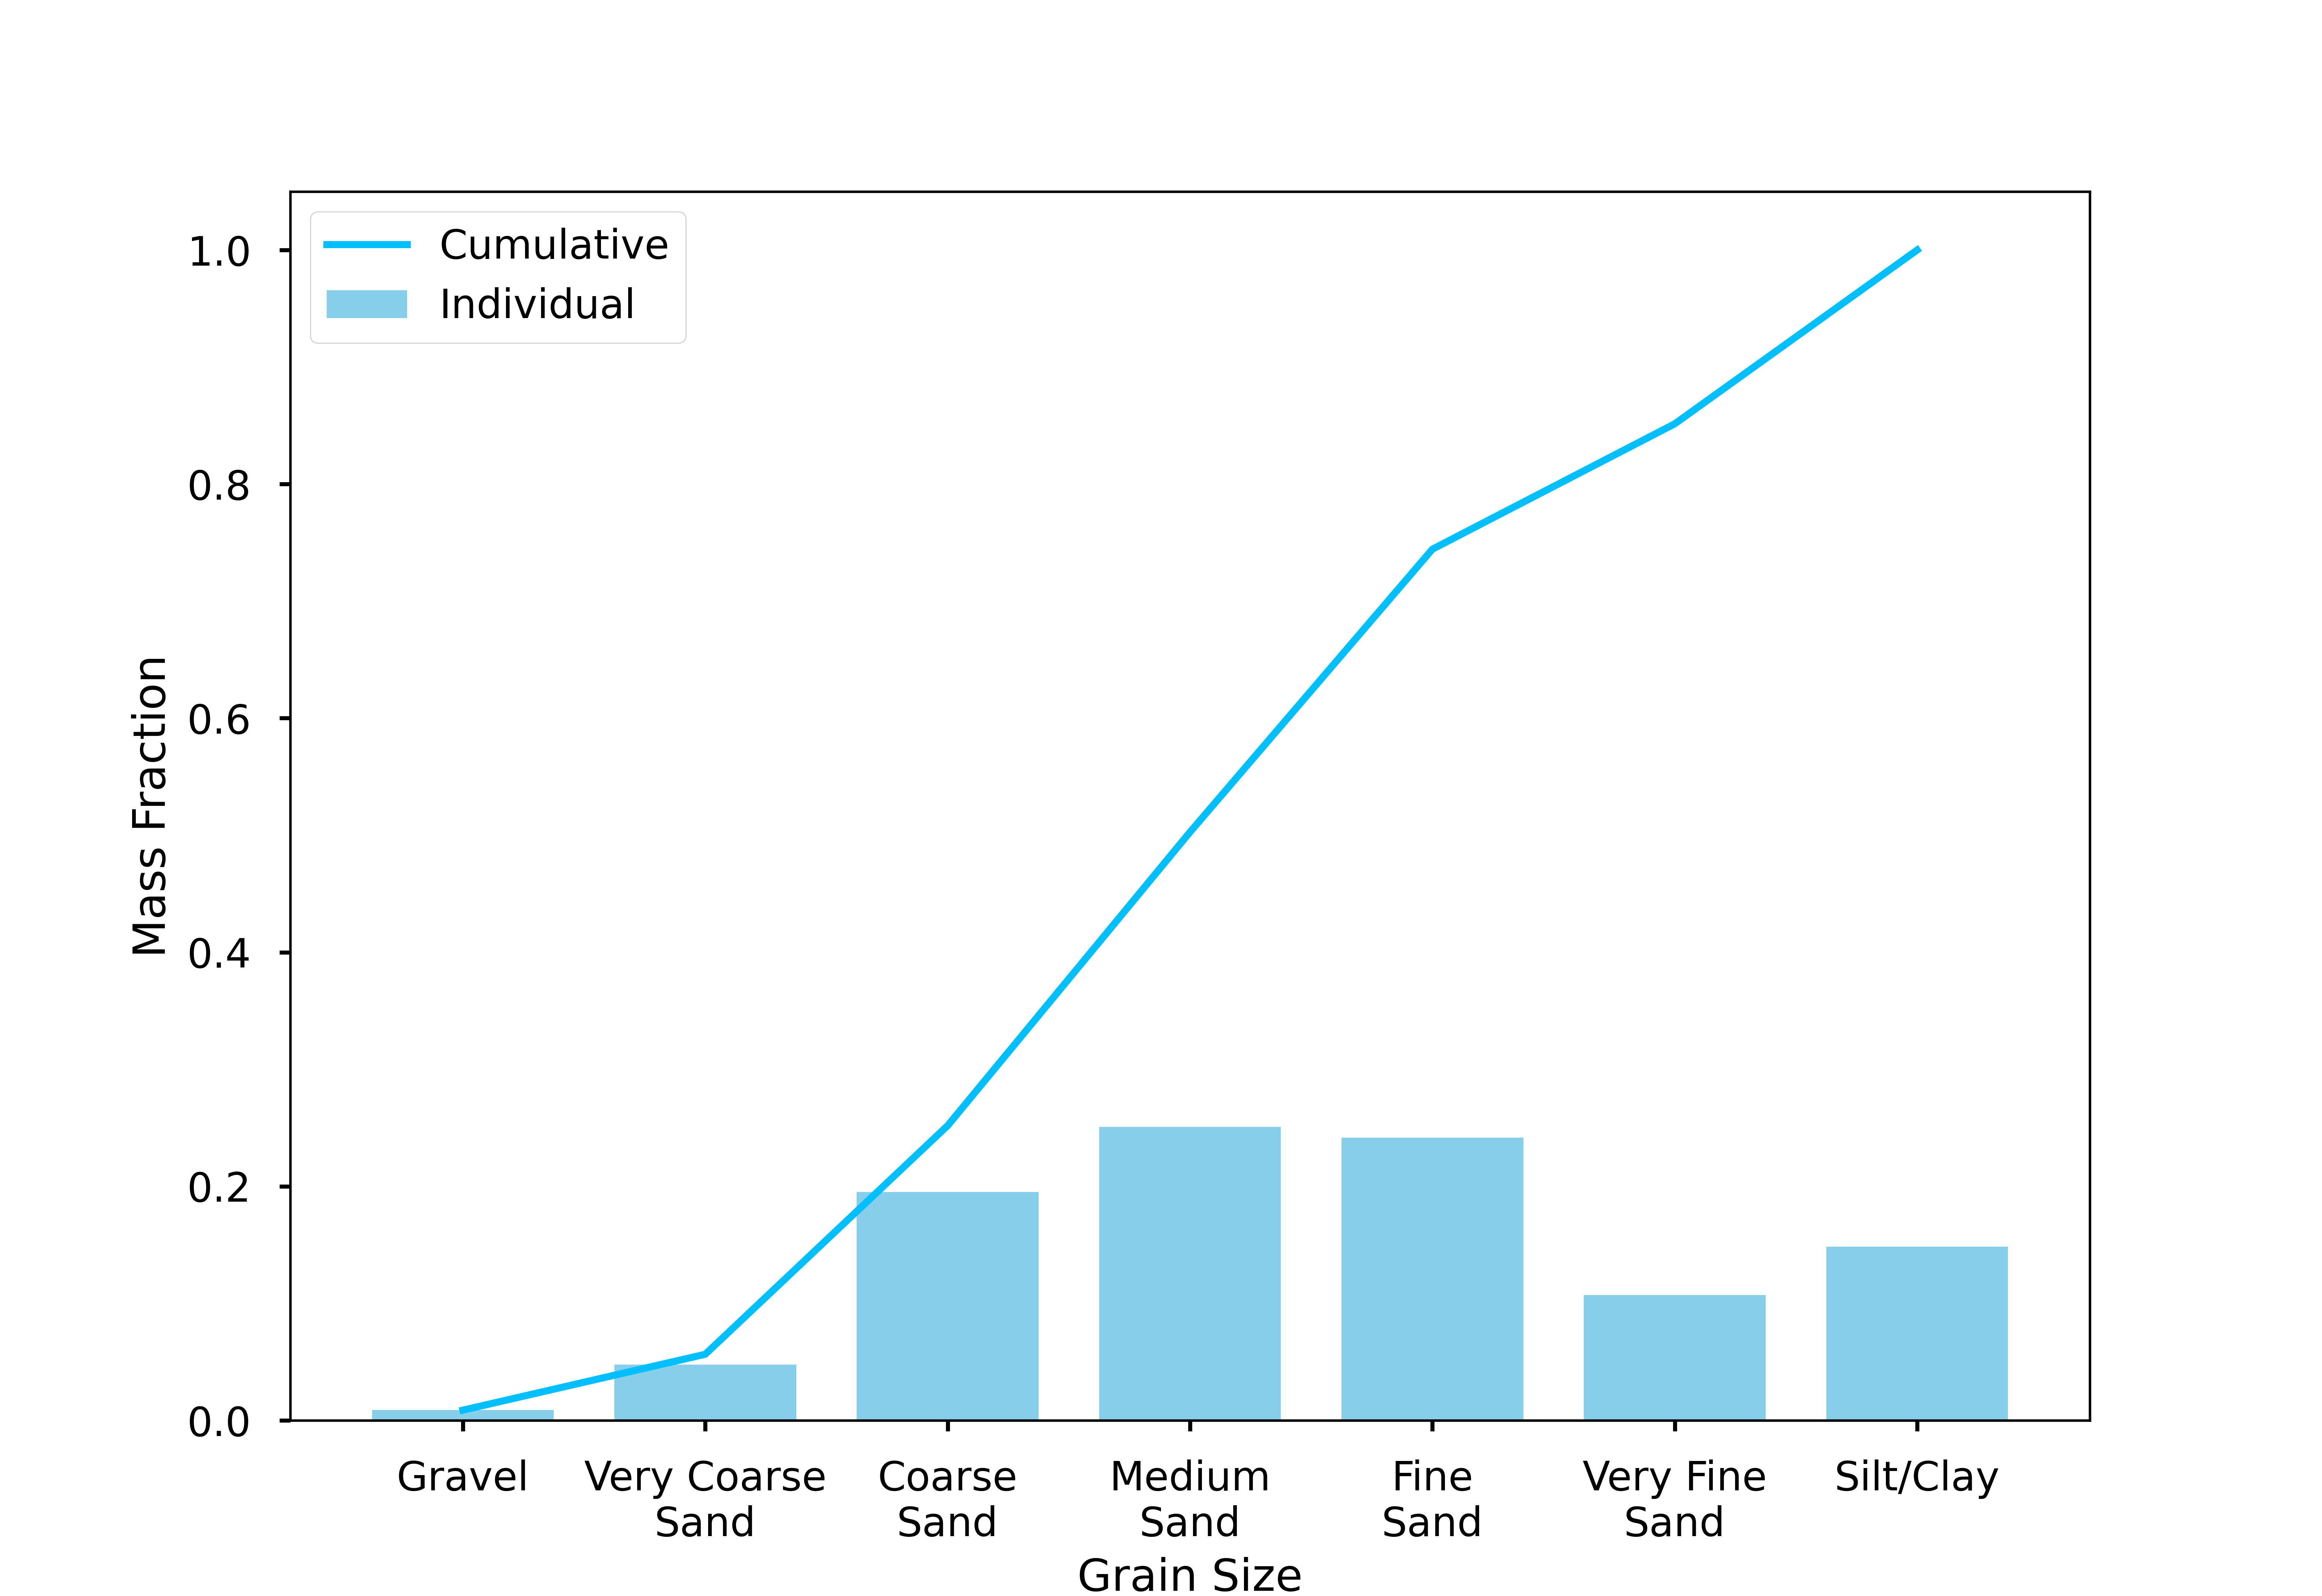 Cumulative
Individual
1.0
0.8
0.6
0.4
0.2
0.0
Mass Fraction
Gravel
Very Coarse
Sand
Coarse
Sand
Medium
Sand
Fine
Sand
Very Fine
Sand
Silt/Clay
Grain Size